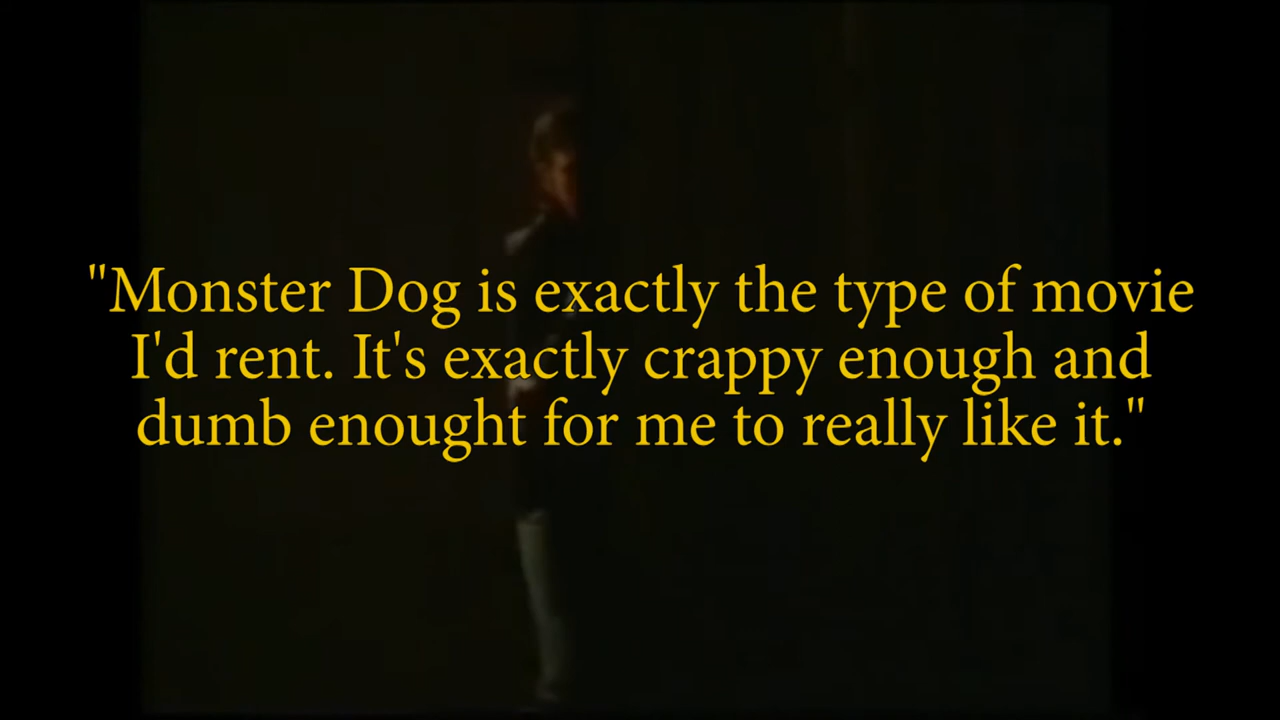 "Monster Dog is exactly the type of movie
I'd rent. It's exactly crappy enough and
dumb enought for me to really like it."